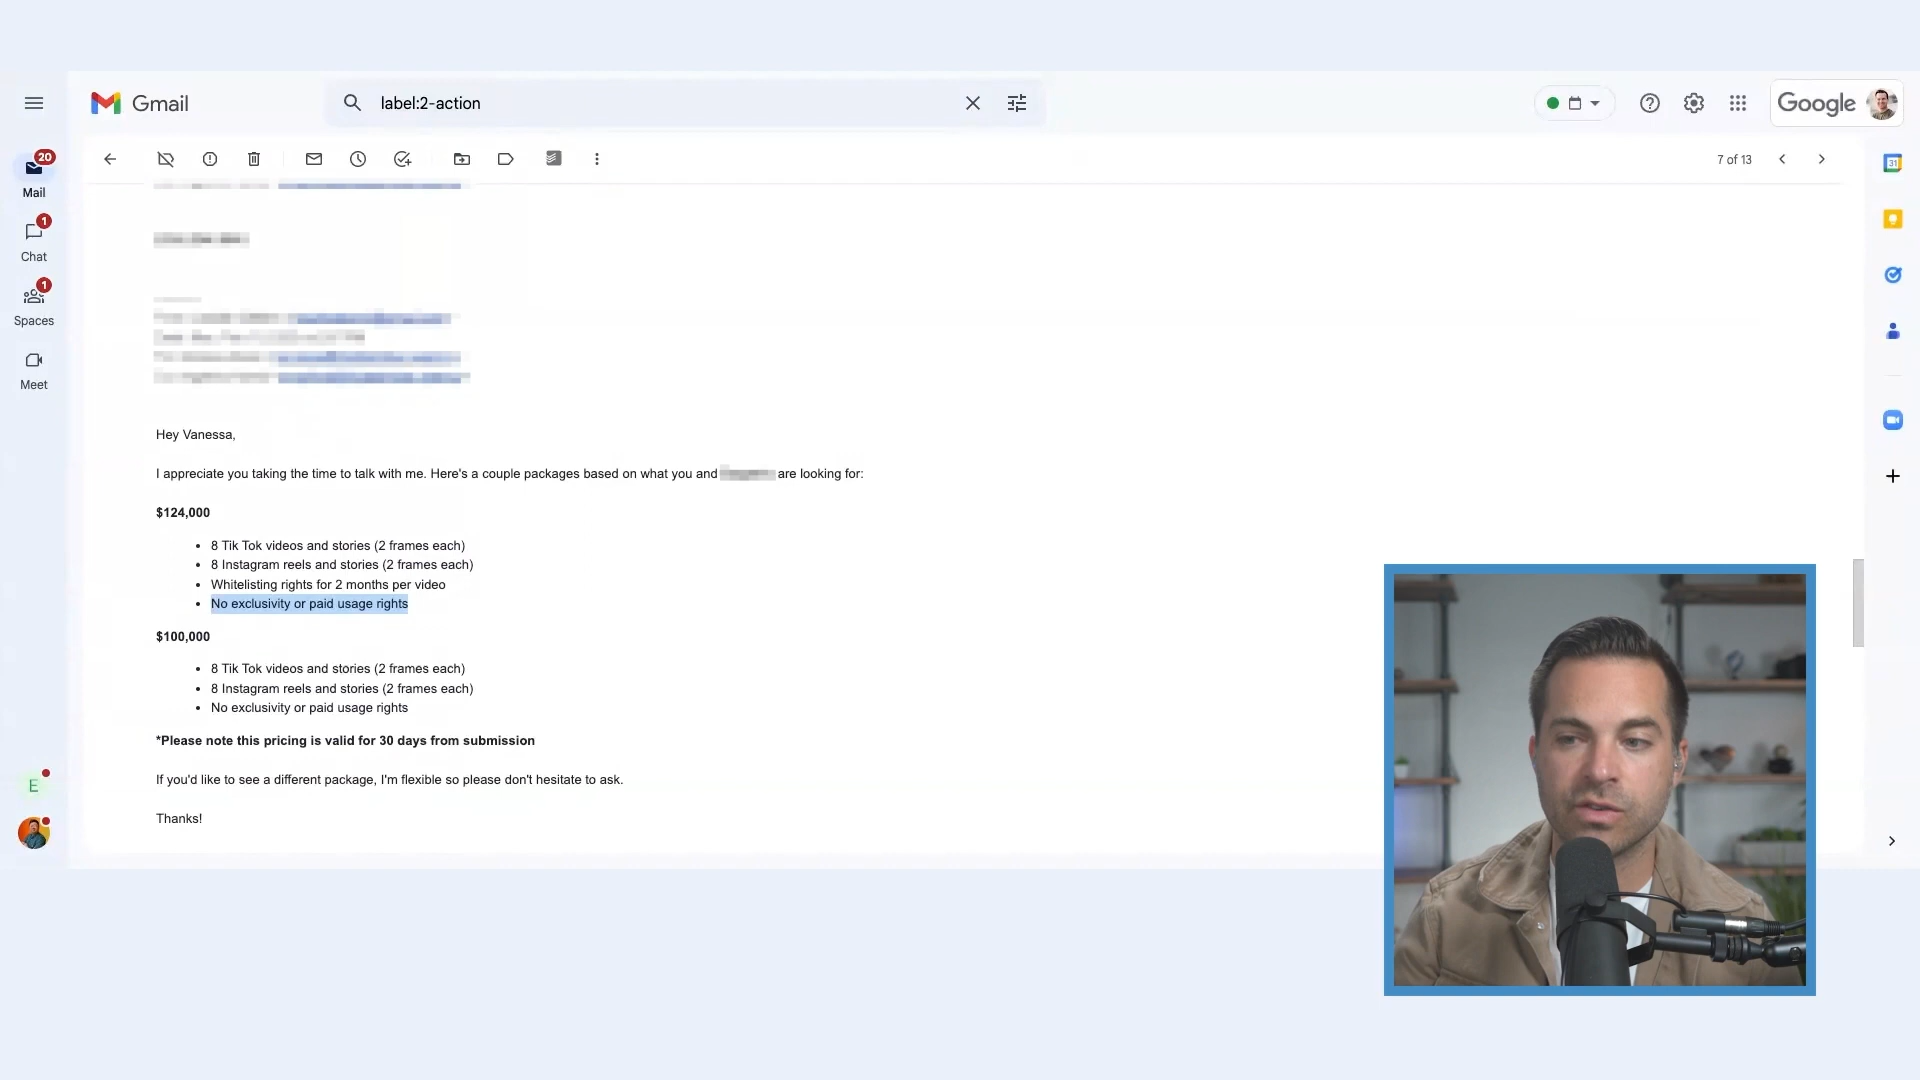 Gmail
label:2-action
Google
20
Mail
7 of 13
31
1
Chat
1
Spaces
Meet
Hey Vanessa,
I appreciate you taking the time to talk with me. Here's a couple packages based on what you and are looking for:
$124,000
• 8 Tik Tok videos and stories (2 frames each)
• 8 Instagram reels and stories (2 frames each)
• Whitelisting rights for 2 months per video
• No exclusivity or paid usage rights
$100,000
• 8 Tik Tok videos and stories (2 frames each)
• 8 Instagram reels and stories (2 frames each)
• No exclusivity or paid usage rights
*Please note this pricing is valid for 30 days from submission
If you'd like to see a different package, I'm flexible so please don't hesitate to ask.
E
Thanks!